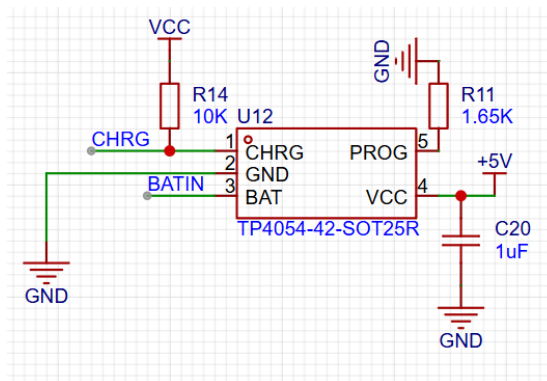 VCC
GND
R14
10K
R11
1.65K
U12
CHRG
1
CHRG
PROG
5
2
GND
+5V
BATIN
3
BAT
VCC
4
TP4054-42-SOT25R
C20
1uF
GND
GND